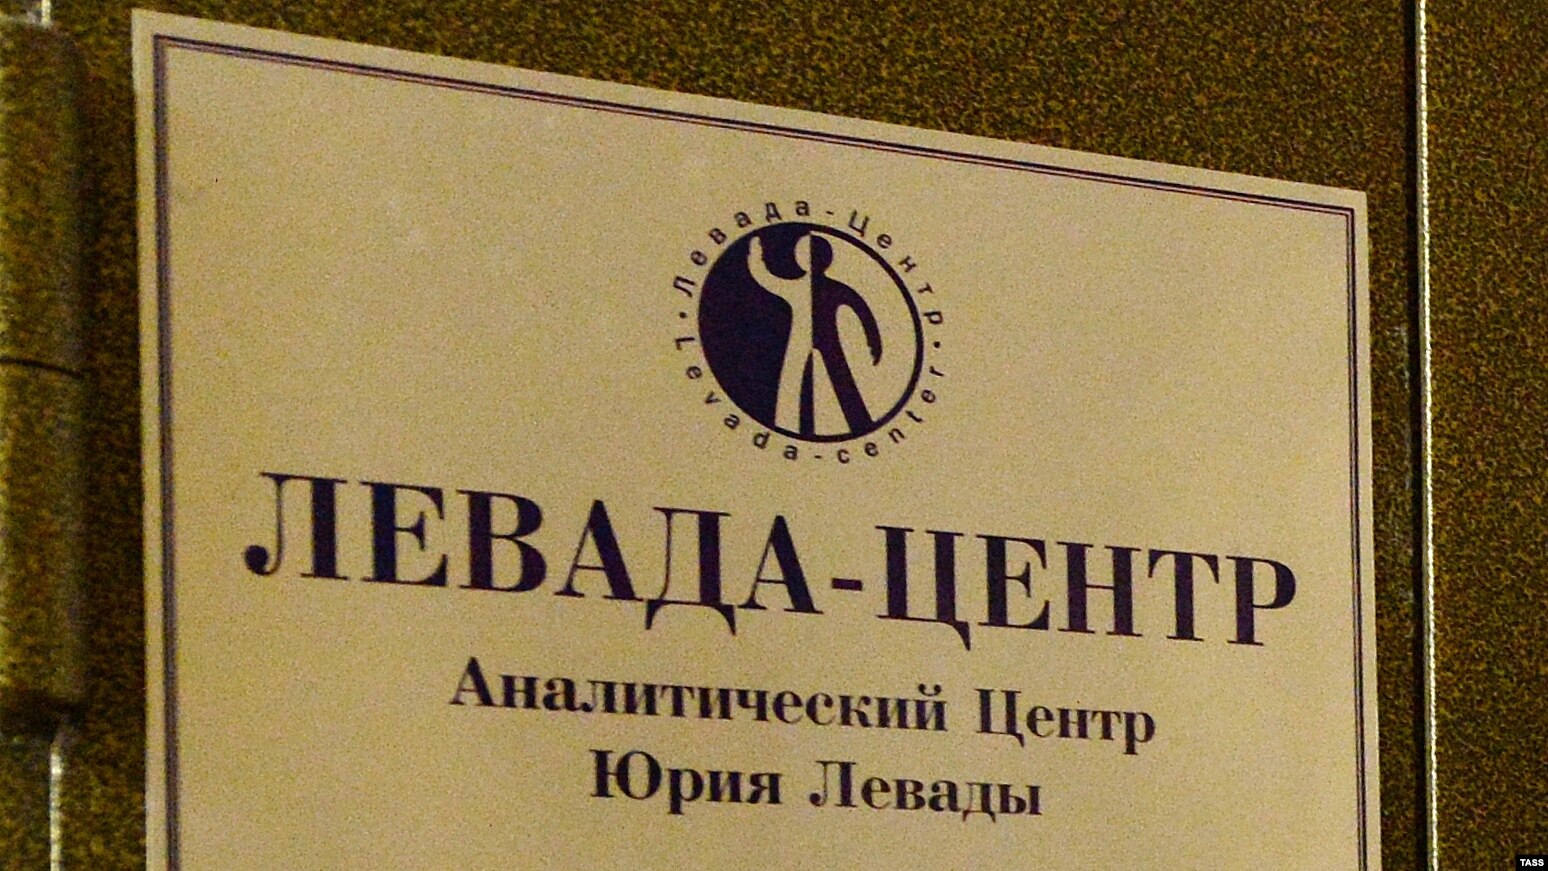 Левада-Центр
Levada-center
ЛЕВАДА-ЦЕНТР
Аналитический Центр
Юрия Левады
TASS